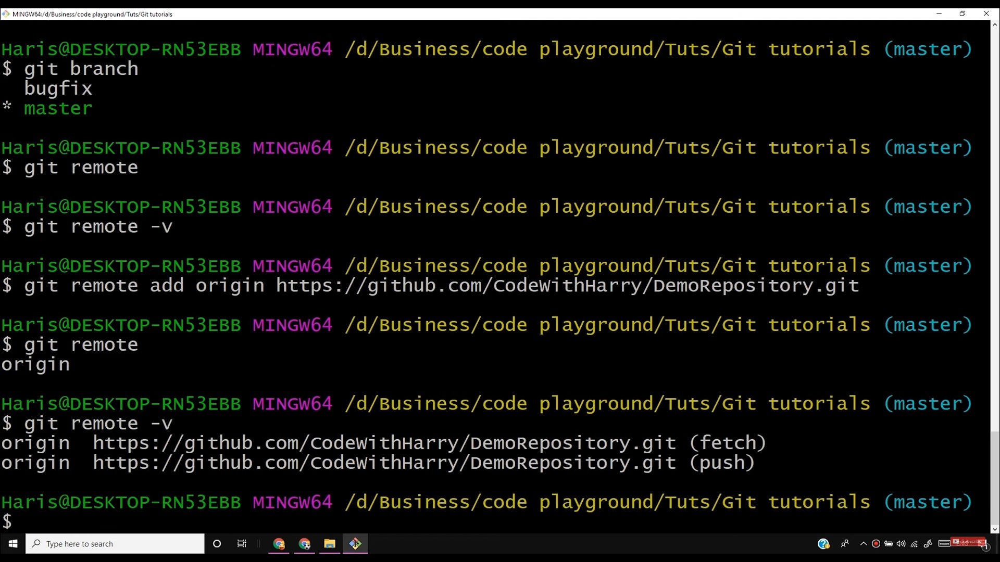 MINGW64:/d/Business/code playground/Tuts/Git tutorials
Haris@DESKTOP-RN53EBB MINGW64 /d/Business/code playground/Tuts/Git tutorials (master)
$ git branch
bugfix
* master
Haris@DESKTOP-RN53EBB MINGW64 /d/Business/code playground/Tuts/Git tutorials (master)
$ git remote
Haris@DESKTOP-RN53EBB MINGW64 /d/Business/code playground/Tuts/Git tutorials (master)
$ git remote -v
Haris@DESKTOP-RN53EBB MINGW64 /d/Business/code playground/Tuts/Git tutorials (master)
$ git remote add origin https://github.com/CodeWithHarry/DemoRepository.git
Haris@DESKTOP-RN53EBB MINGW64 /d/Business/code playground/Tuts/Git tutorials (master)
$ git remote
origin
Haris@DESKTOP-RN53EBB MINGW64 /d/Business/code playground/Tuts/Git tutorials (master)
$ git remote -v
origin  https://github.com/CodeWithHarry/DemoRepository.git (fetch)
origin  https://github.com/CodeWithHarry/DemoRepository.git (push)
Haris@DESKTOP-RN53EBB MINGW64 /d/Business/code playground/Tuts/Git tutorials (master)
$
Type here to search
Subscribe
1